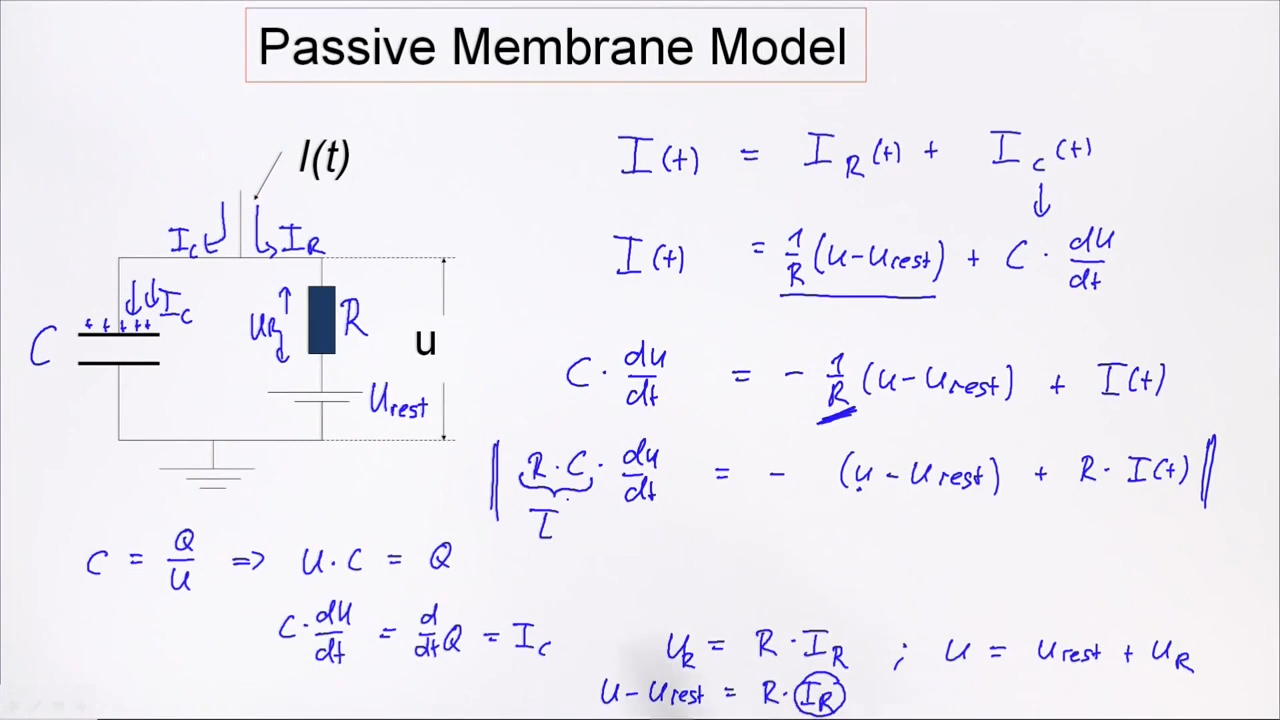 Passive Membrane Model
I(t)
I_C I_R
I_C
C
u_R R
u
u_rest
I(t) = I_R(t) + I_C(t)
↓
I(t) = 1/R (u - u_rest) + C · du/dt
C · du/dt = - 1/R (u - u_rest) + I(t)
R · C · du/dt = - (u - u_rest) + R · I(t)
τ
C = Q/U ⇒ U · C = Q
C · du/dt = d/dt Q = I_C
u_R = R · I_R ; u = u_rest + u_R
u - u_rest = R · I_R